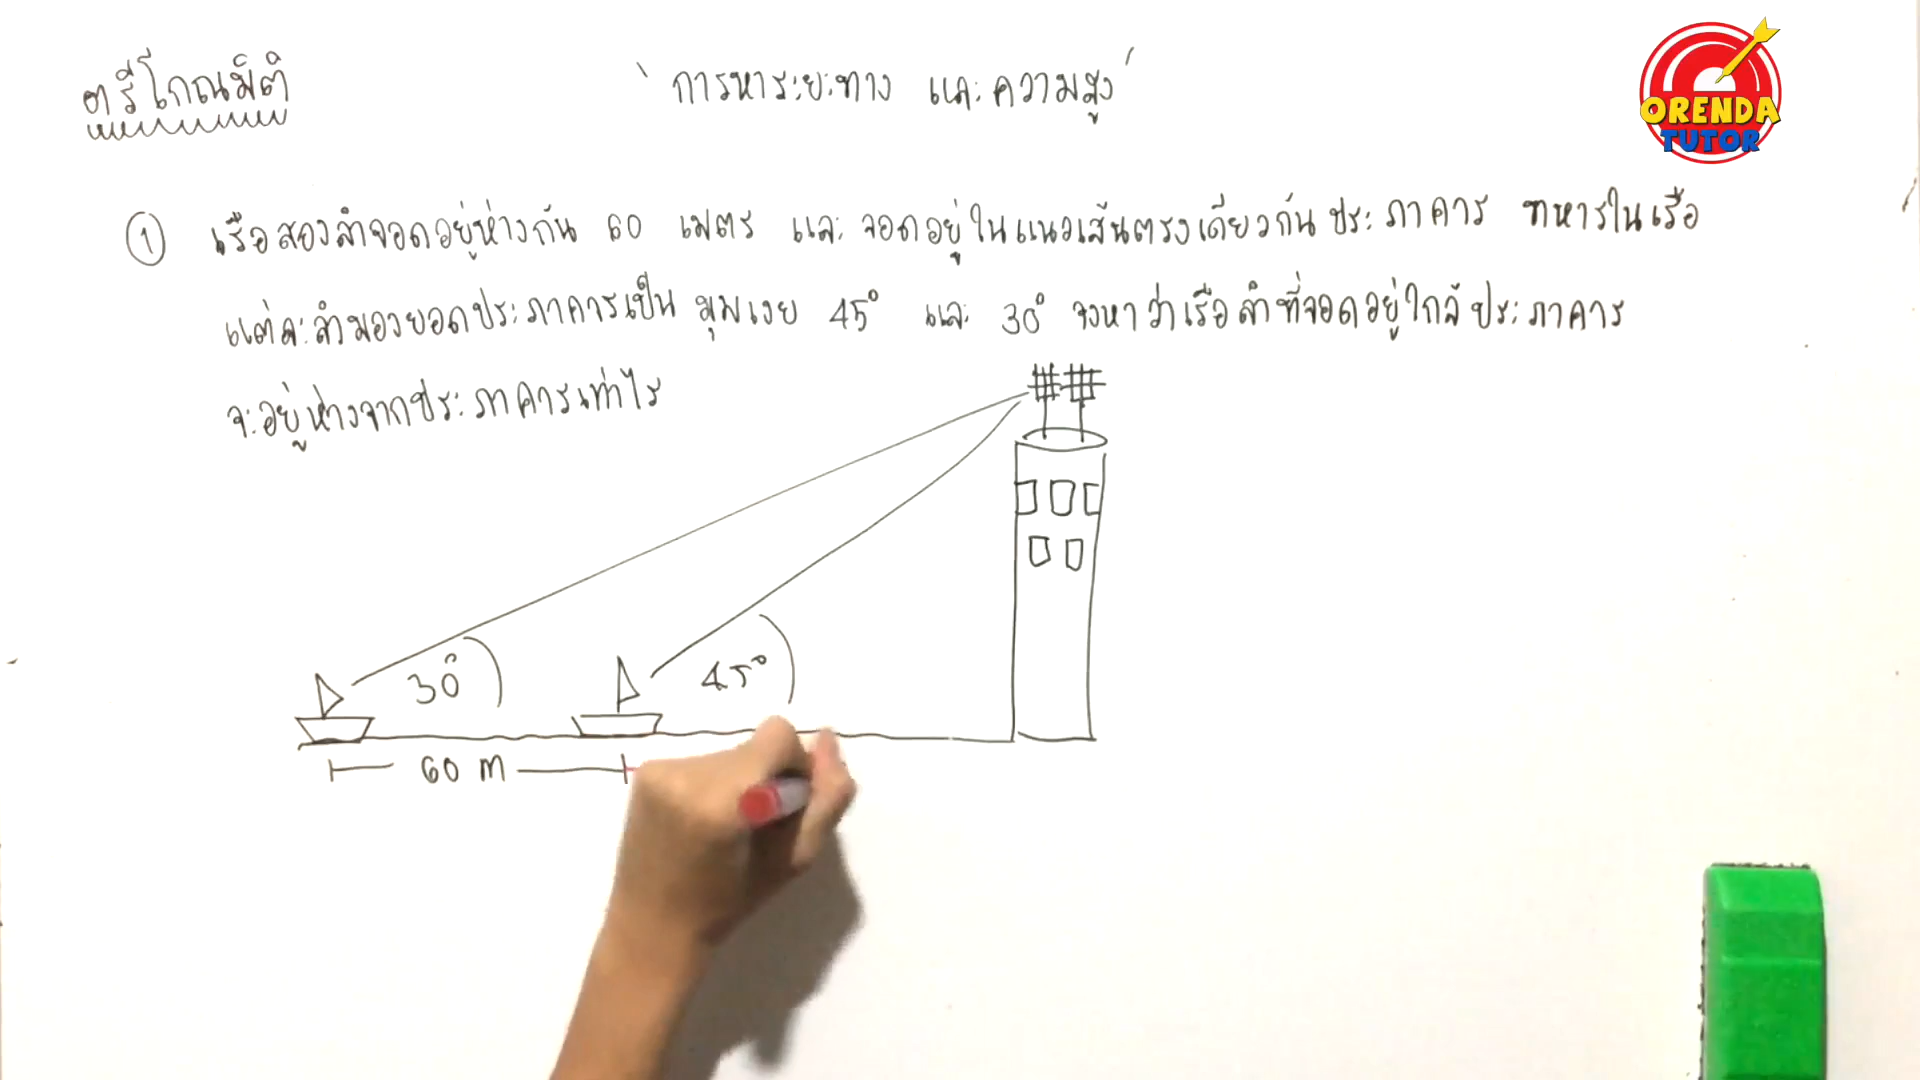 ตรีโกณมิติ
" การหาระยะทาง และความสูง "
ORENDA
TUTOR
① เรือสองลำจอดอยู่ห่างกัน 60 เมตร และ จอดอยู่ในแนวเส้นตรงเดียวกันประภาคาร ทหารในเรือ
แต่ละลำมองยอดประภาคารเป็น มุมเงย 45° และ 30° จงหาว่าเรือลำที่จอดอยู่ใกล้ประภาคาร
จะอยู่ห่างจากประภาคารเท่าไร
30°
45°
60 m